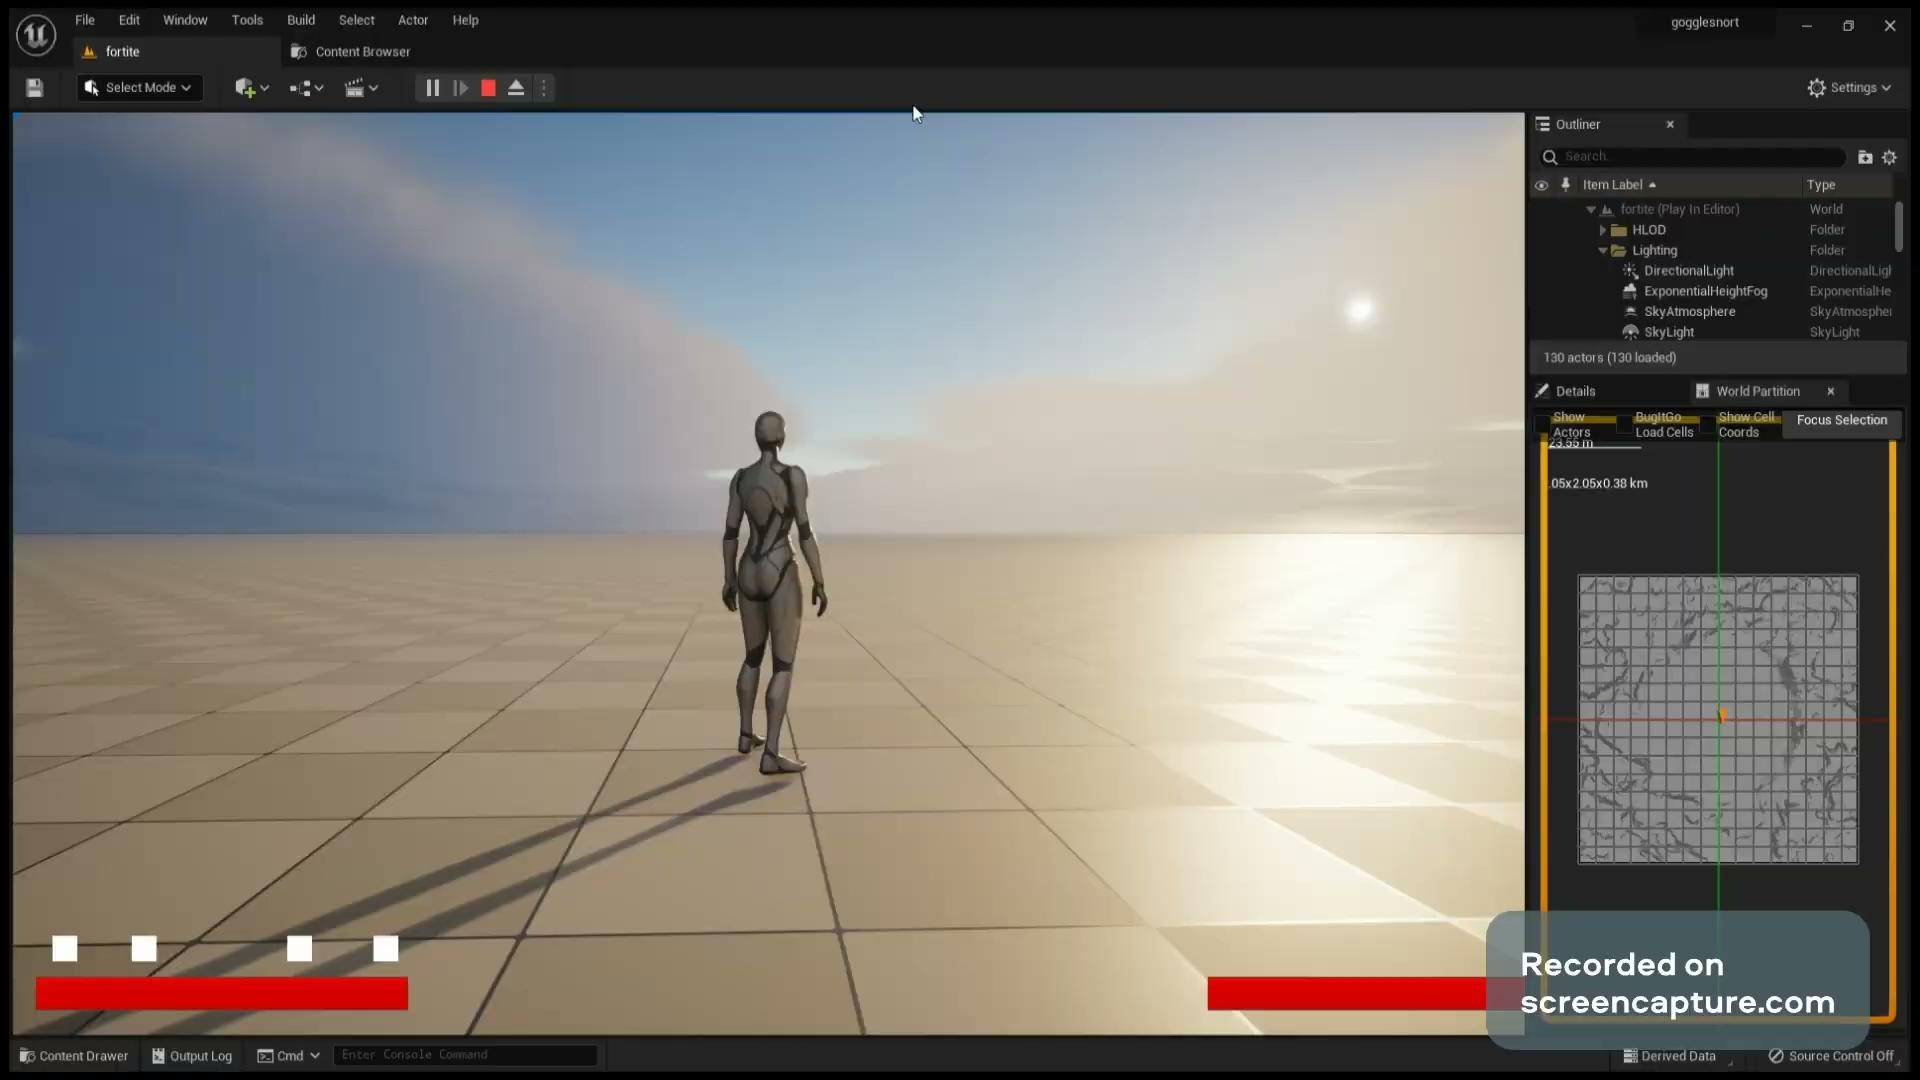 File Edit Window Tools Build Select Actor Help
gogglesnort
fortite
Content Browser
Select Mode
Settings
Outliner
Search...
Item Label
Type
fortite (Play In Editor) World
HLOD Folder
Lighting Folder
DirectionalLight DirectionalLigh
ExponentialHeightFog ExponentialHe
SkyAtmosphere SkyAtmospher
SkyLight SkyLight
130 actors (130 loaded)
Details
World Partition
Show Actors
BugItGo Load Cells
Show Cell Coords
Focus Selection
23.55 m
.05x2.05x0.38 km
Recorded on
screencapture.com
Content Drawer
Output Log
Cmd
Enter Console Command
Derived Data
Source Control Off